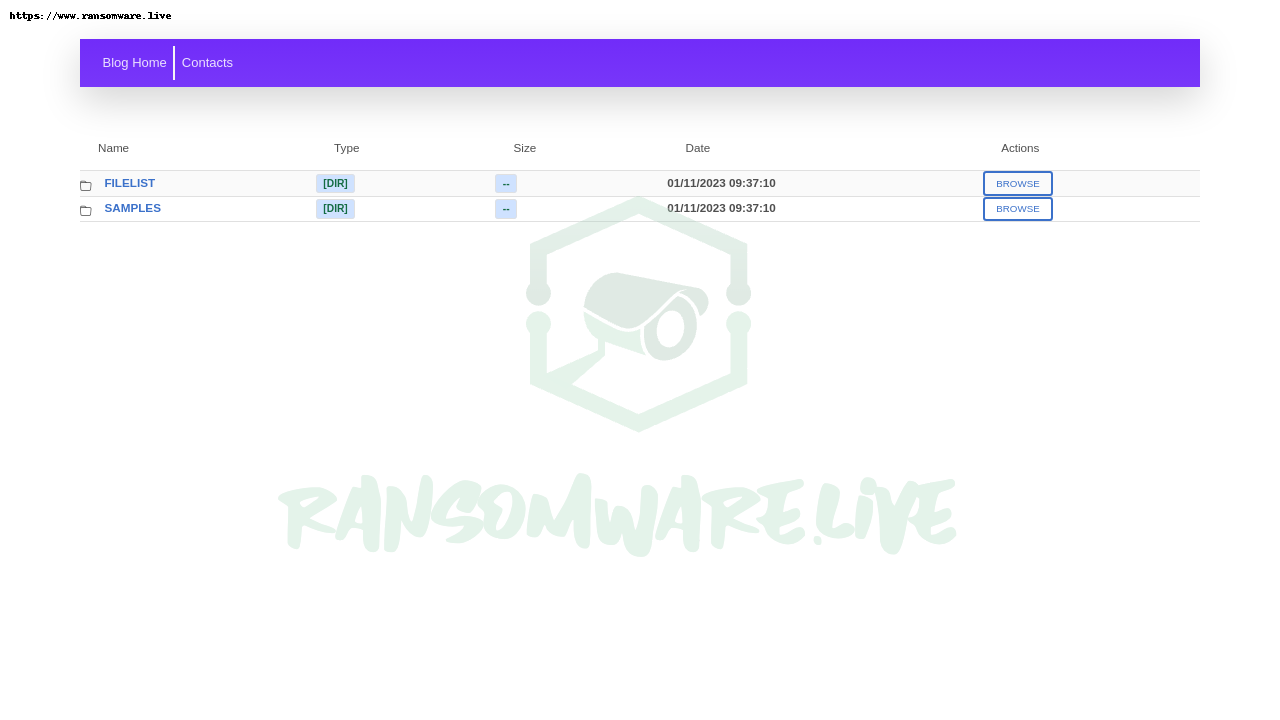 https://www.ransomware.live
Blog Home Contacts
Name Type Size Date Actions
FILELIST [DIR] -- 01/11/2023 09:37:10 BROWSE
SAMPLES [DIR] -- 01/11/2023 09:37:10 BROWSE
RANSOMWARE.LiVE